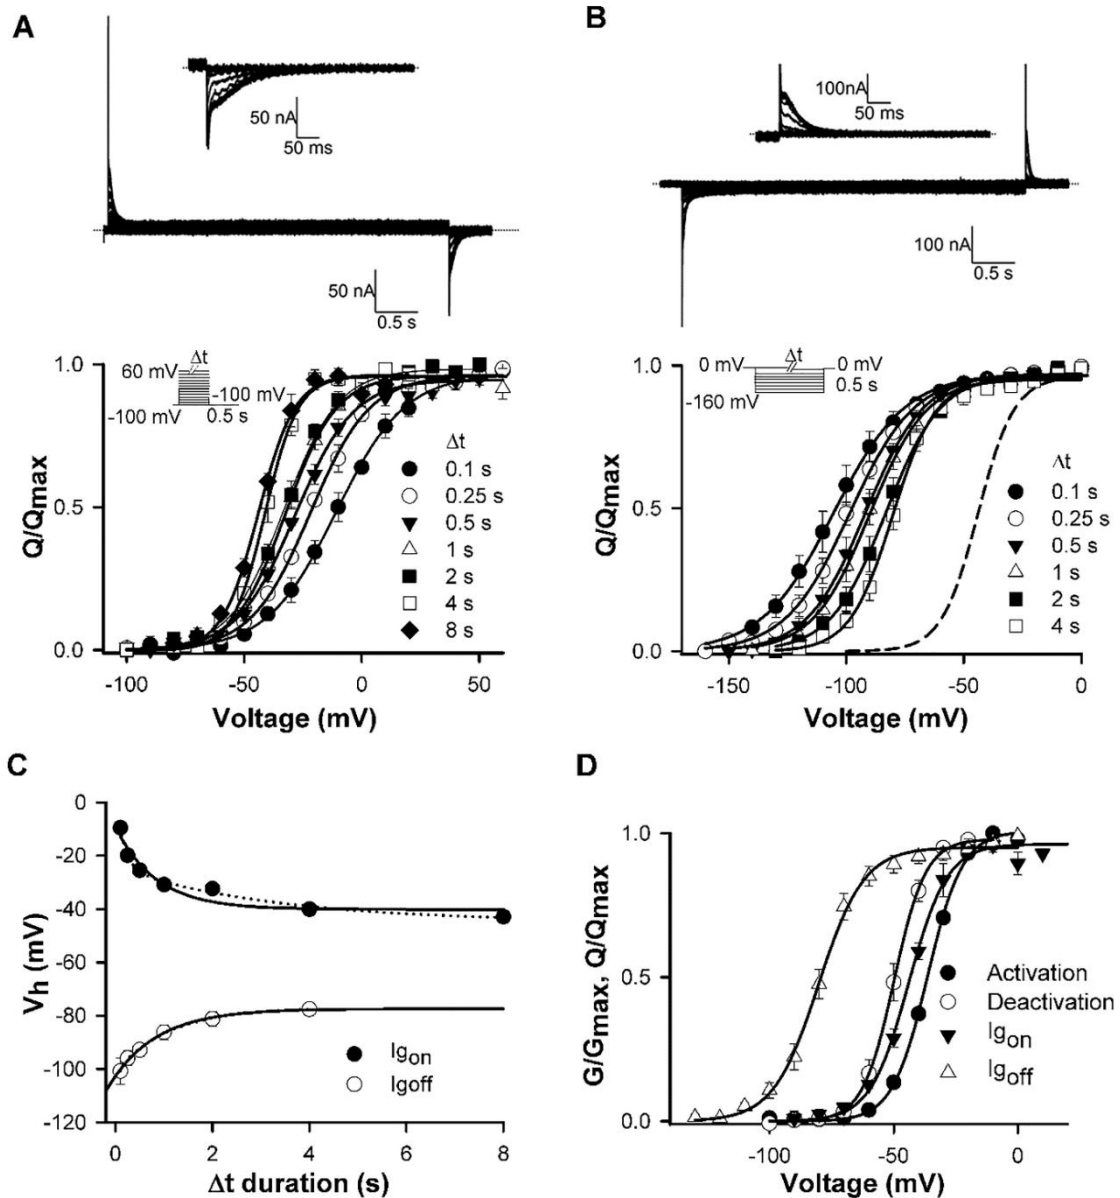 A
50 nA
50 ms
50 nA
0.5 s
B
100nA
50 ms
100 nA
0.5 s
1.0
0.5
0.0
Q/Qmax
60 mV
Δt
-100 mV
-100 mV
0.5 s
Δt
0.1 s
0.25 s
0.5 s
1 s
2 s
4 s
8 s
-100
-50
0
50
Voltage (mV)
1.0
0.5
0.0
Q/Qmax
0 mV
Δt
0 mV
0.5 s
-160 mV
Δt
0.1 s
0.25 s
0.5 s
1 s
2 s
4 s
-150
-100
-50
0
Voltage (mV)
C
0
-20
-40
-60
-80
-100
-120
Vh (mV)
Igon
Igoff
0
2
4
6
8
Δt duration (s)
D
1.0
0.5
0.0
G/Gmax, Q/Qmax
Activation
Deactivation
Igon
Igoff
-100
-50
0
Voltage (mV)